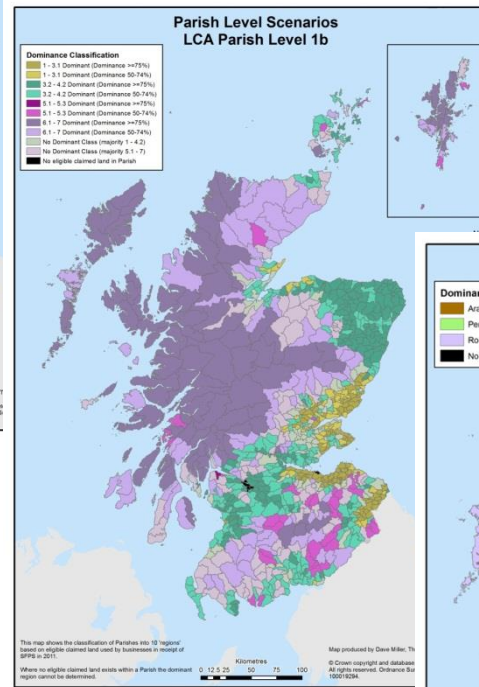 Parish Level Scenarios
LCA Parish Level 1b
Dominance Classification
1 - 3.1 Dominant (Dominance >=75%)
1 - 3.1 Dominant (Dominance 50-74%)
3.2 - 4.2 Dominant (Dominance >=75%)
3.2 - 4.2 Dominant (Dominance 50-74%)
5.1 - 5.3 Dominant (Dominance >=75%)
5.1 - 5.3 Dominant (Dominance 50-74%)
6.1 - 7 Dominant (Dominance >=75%)
6.1 - 7 Dominant (Dominance 50-74%)
No Dominant Class (majority 1 - 4.2)
No Dominant Class (majority 5.1 - 7)
No eligible claimed land in Parish
Dominan
Ara
Per
Ro
No
This map shows the classification of Parishes into 10 'regions'
based on eligible claimed land used by businesses in receipt of
SFPS in 2011.
Where no eligible claimed land exists within a Parish the dominant
region cannot be determined.
Kilometres
0 12.5 25 50 75 100
Map produced by Dave Miller, Th
© Crown copyright and database
All rights reserved. Ordnance Sur
100019294.